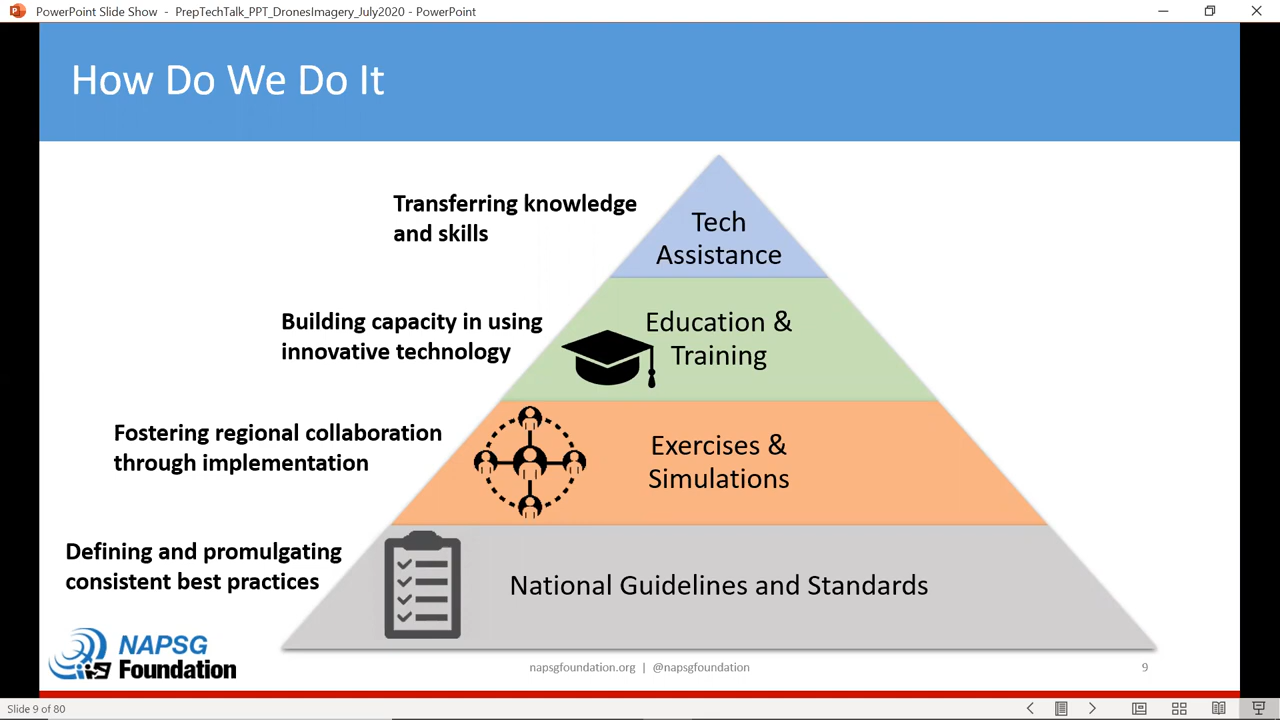 PowerPoint Slide Show - PrepTechTalk_PPT_DronesImagery_July2020 - PowerPoint
How Do We Do It
Transferring knowledge
and skills
Tech
Assistance
Building capacity in using
innovative technology
Education &
Training
Fostering regional collaboration
through implementation
Exercises &
Simulations
Defining and promulgating
consistent best practices
National Guidelines and Standards
NAPSG
Foundation
napsgfoundation.org | @napsgfoundation
9
Slide 9 of 80